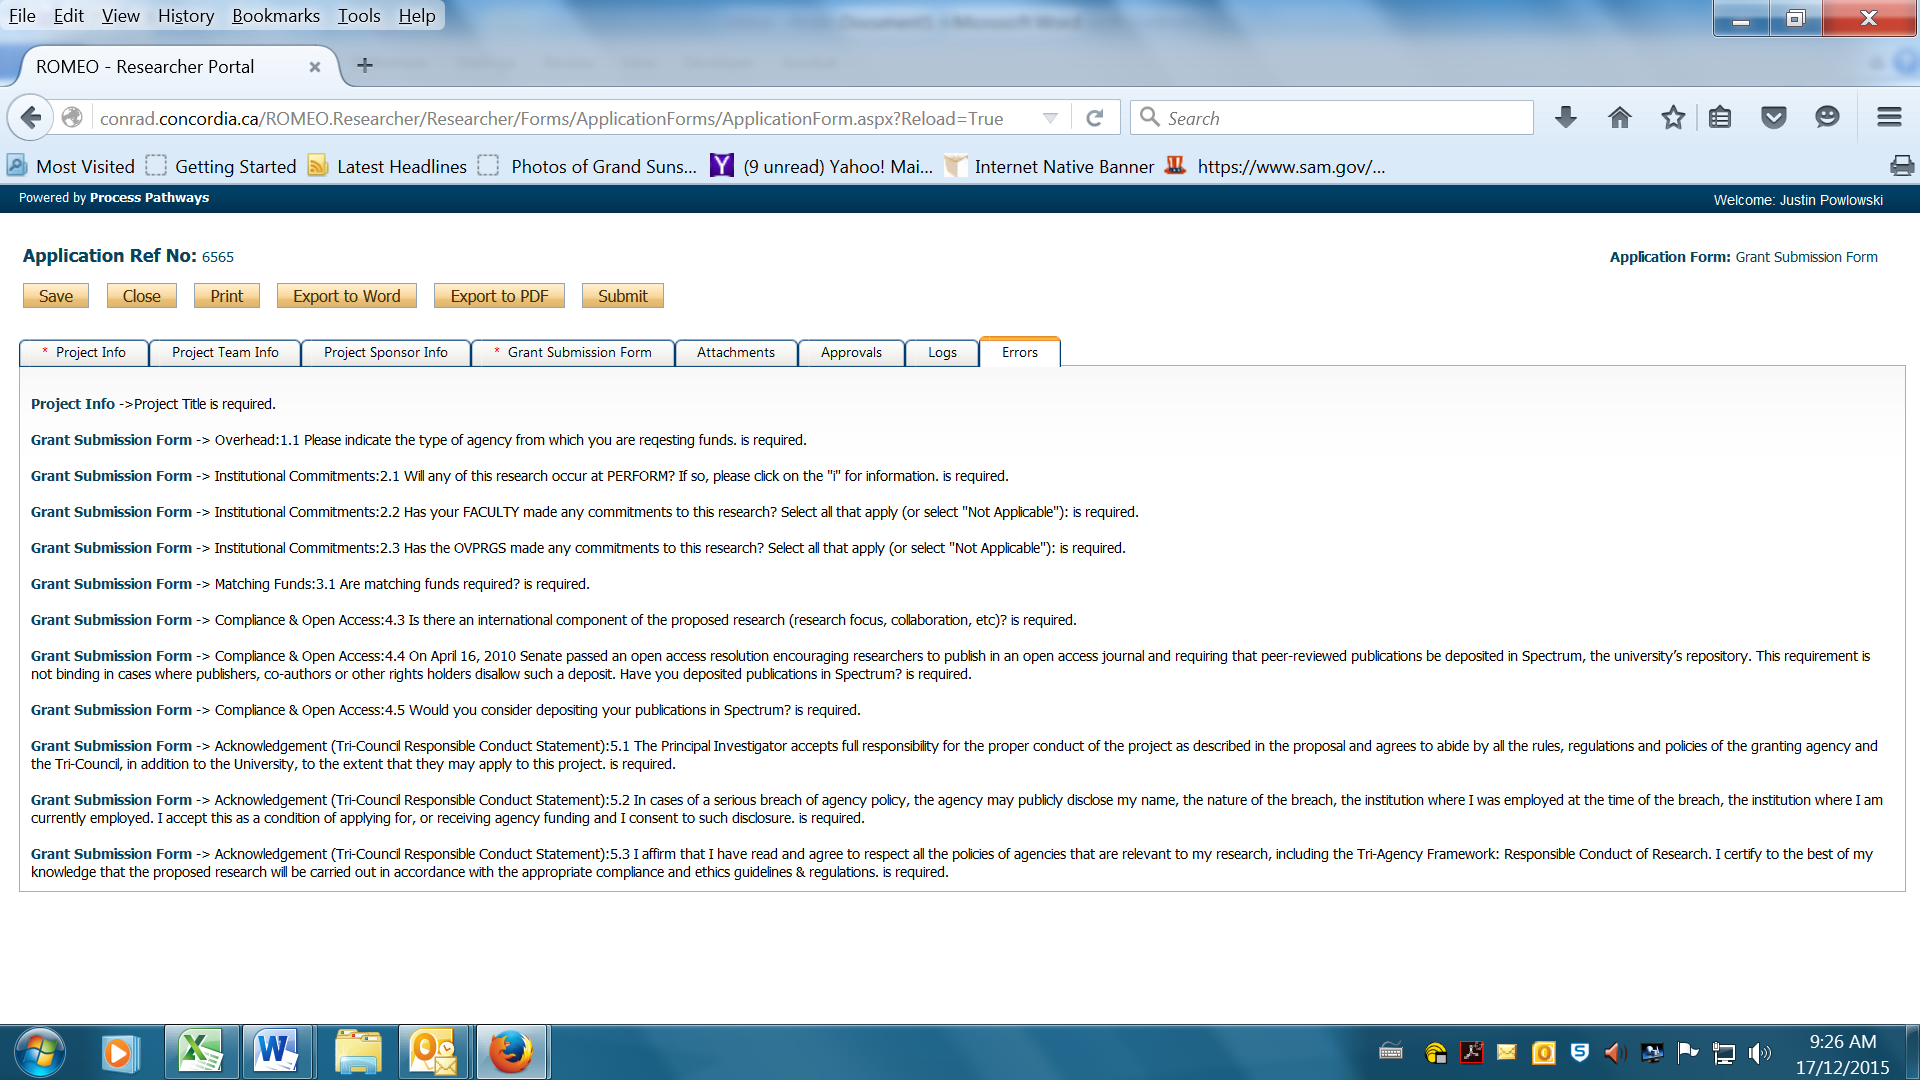 File Edit View History Bookmarks Tools Help
ROMEO - Researcher Portal
conrad.concordia.ca/ROMEO.Researcher/Researcher/Forms/ApplicationForms/ApplicationForm.aspx?Reload=True
Search
Most Visited Getting Started Latest Headlines Photos of Grand Suns... (9 unread) Yahoo! Mai... Internet Native Banner https://www.sam.gov/...
Powered by Process Pathways
Welcome: Justin Powlowski
Application Ref No: 6565
Application Form: Grant Submission Form
Save Close Print Export to Word Export to PDF Submit
* Project Info Project Team Info Project Sponsor Info * Grant Submission Form Attachments Approvals Logs Errors
Project Info ->Project Title is required.
Grant Submission Form -> Overhead:1.1 Please indicate the type of agency from which you are reqesting funds. is required.
Grant Submission Form -> Institutional Commitments:2.1 Will any of this research occur at PERFORM? If so, please click on the "i" for information. is required.
Grant Submission Form -> Institutional Commitments:2.2 Has your FACULTY made any commitments to this research? Select all that apply (or select "Not Applicable"): is required.
Grant Submission Form -> Institutional Commitments:2.3 Has the OVPRGS made any commitments to this research? Select all that apply (or select "Not Applicable"): is required.
Grant Submission Form -> Matching Funds:3.1 Are matching funds required? is required.
Grant Submission Form -> Compliance & Open Access:4.3 Is there an international component of the proposed research (research focus, collaboration, etc)? is required.
Grant Submission Form -> Compliance & Open Access:4.4 On April 16, 2010 Senate passed an open access resolution encouraging researchers to publish in an open access journal and requiring that peer-reviewed publications be deposited in Spectrum, the university’s repository. This requirement is
not binding in cases where publishers, co-authors or other rights holders disallow such a deposit. Have you deposited publications in Spectrum? is required.
Grant Submission Form -> Compliance & Open Access:4.5 Would you consider depositing your publications in Spectrum? is required.
Grant Submission Form -> Acknowledgement (Tri-Council Responsible Conduct Statement):5.1 The Principal Investigator accepts full responsibility for the proper conduct of the project as described in the proposal and agrees to abide by all the rules, regulations and policies of the granting agency and
the Tri-Council, in addition to the University, to the extent that they may apply to this project. is required.
Grant Submission Form -> Acknowledgement (Tri-Council Responsible Conduct Statement):5.2 In cases of a serious breach of agency policy, the agency may publicly disclose my name, the nature of the breach, the institution where I was employed at the time of the breach, the institution where I am
currently employed. I accept this as a condition of applying for, or receiving agency funding and I consent to such disclosure. is required.
Grant Submission Form -> Acknowledgement (Tri-Council Responsible Conduct Statement):5.3 I affirm that I have read and agree to respect all the policies of agencies that are relevant to my research, including the Tri-Agency Framework: Responsible Conduct of Research. I certify to the best of my
knowledge that the proposed research will be carried out in accordance with the appropriate compliance and ethics guidelines & regulations. is required.
9:26 AM
17/12/2015